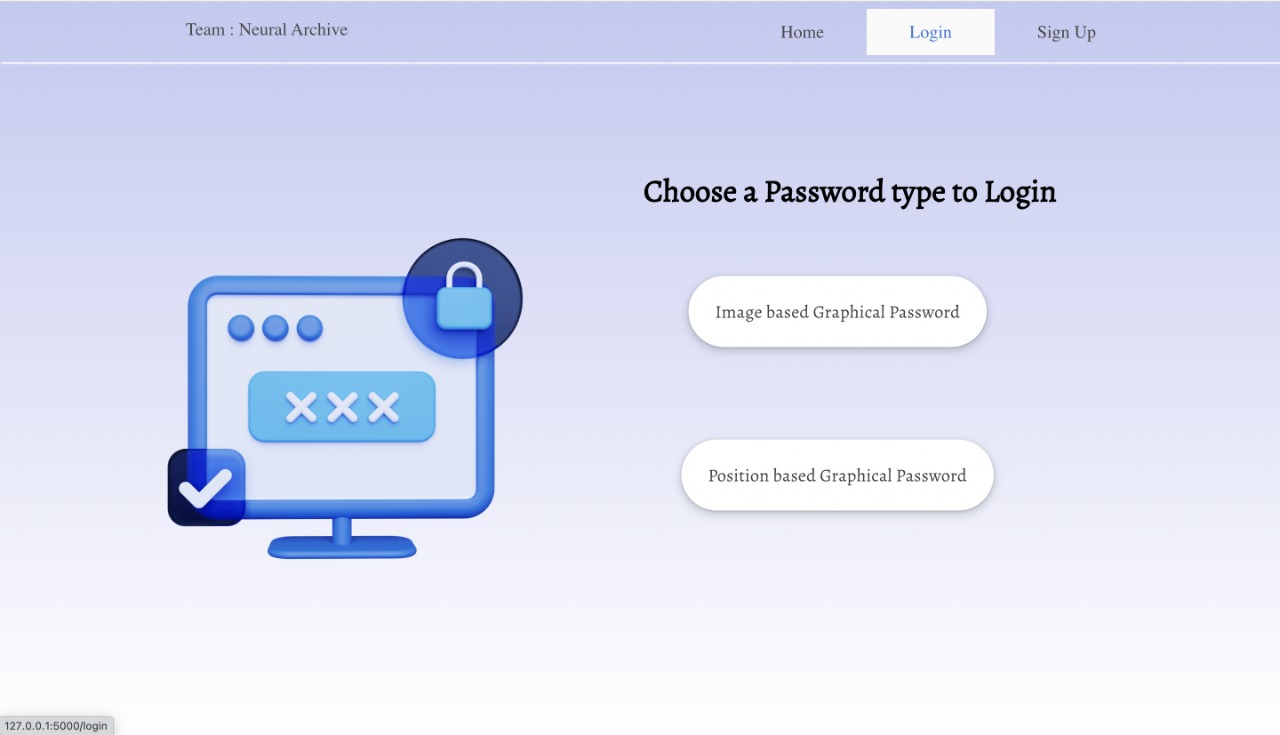 Team : Neural Archive
Home
Login
Sign Up
Choose a Password type to Login
Image based Graphical Password
Position based Graphical Password
127.0.0.1:5000/login